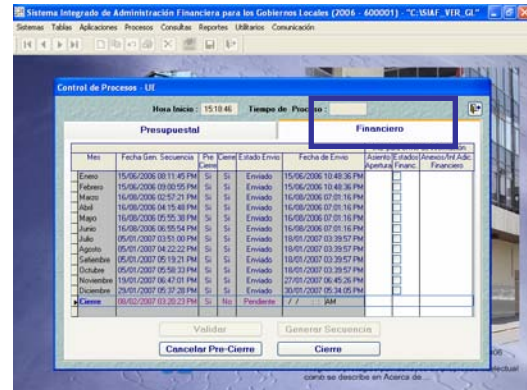 Sistema Integrado de Administración Financiera para los Gobiernos Locales (2006 - 600001) - "C:\SIAF_VER_GL"
Sistemas Tablas Aplicaciones Procesos Consultas Reportes Utilitarios Comunicación
Control de Procesos - UE
Hora Inicio : 15:18:46 Tiempo de Proceso :
Presupuestal Financiero
Mes Fecha Gen. Secuencia Pre Cierre Cierre Estado Envio Fecha de Envio Asiento Apertura Estados Financ. Anexos/Inf.Adic. Financiero
Enero 15/06/2006 08:11:45 PM Si Si Enviado 15/06/2006 10:48:36 PM
Febrero 15/06/2006 09:00:55 PM Si Si Enviado 15/06/2006 10:48:36 PM
Marzo 16/08/2006 02:57:21 PM Si Si Enviado 16/08/2006 07:01:16 PM
Abril 16/08/2006 04:15:48 PM Si Si Enviado 16/08/2006 07:01:16 PM
Mayo 16/08/2006 05:55:38 PM Si Si Enviado 16/08/2006 07:01:16 PM
Junio 16/08/2006 06:55:54 PM Si Si Enviado 16/08/2006 07:01:16 PM
Julio 05/01/2007 03:51:00 PM Si Si Enviado 18/01/2007 03:39:57 PM
Agosto 05/01/2007 04:22:22 PM Si Si Enviado 18/01/2007 03:39:57 PM
Setiembre 05/01/2007 05:19:21 PM Si Si Enviado 18/01/2007 03:39:57 PM
Octubre 05/01/2007 05:58:33 PM Si Si Enviado 18/01/2007 03:39:57 PM
Noviembre 19/01/2007 06:47:01 PM Si Si Enviado 27/01/2007 06:45:26 PM
Diciembre 29/01/2007 05:37:28 PM Si Si Enviado 30/01/2007 05:34:05 PM
Cierre 08/02/2007 03:20:23 PM Si No Pendiente / / : : AM
Validar Generar Secuencia
Cancelar Pre-Cierre Cierre
como se describe en Acerca de...